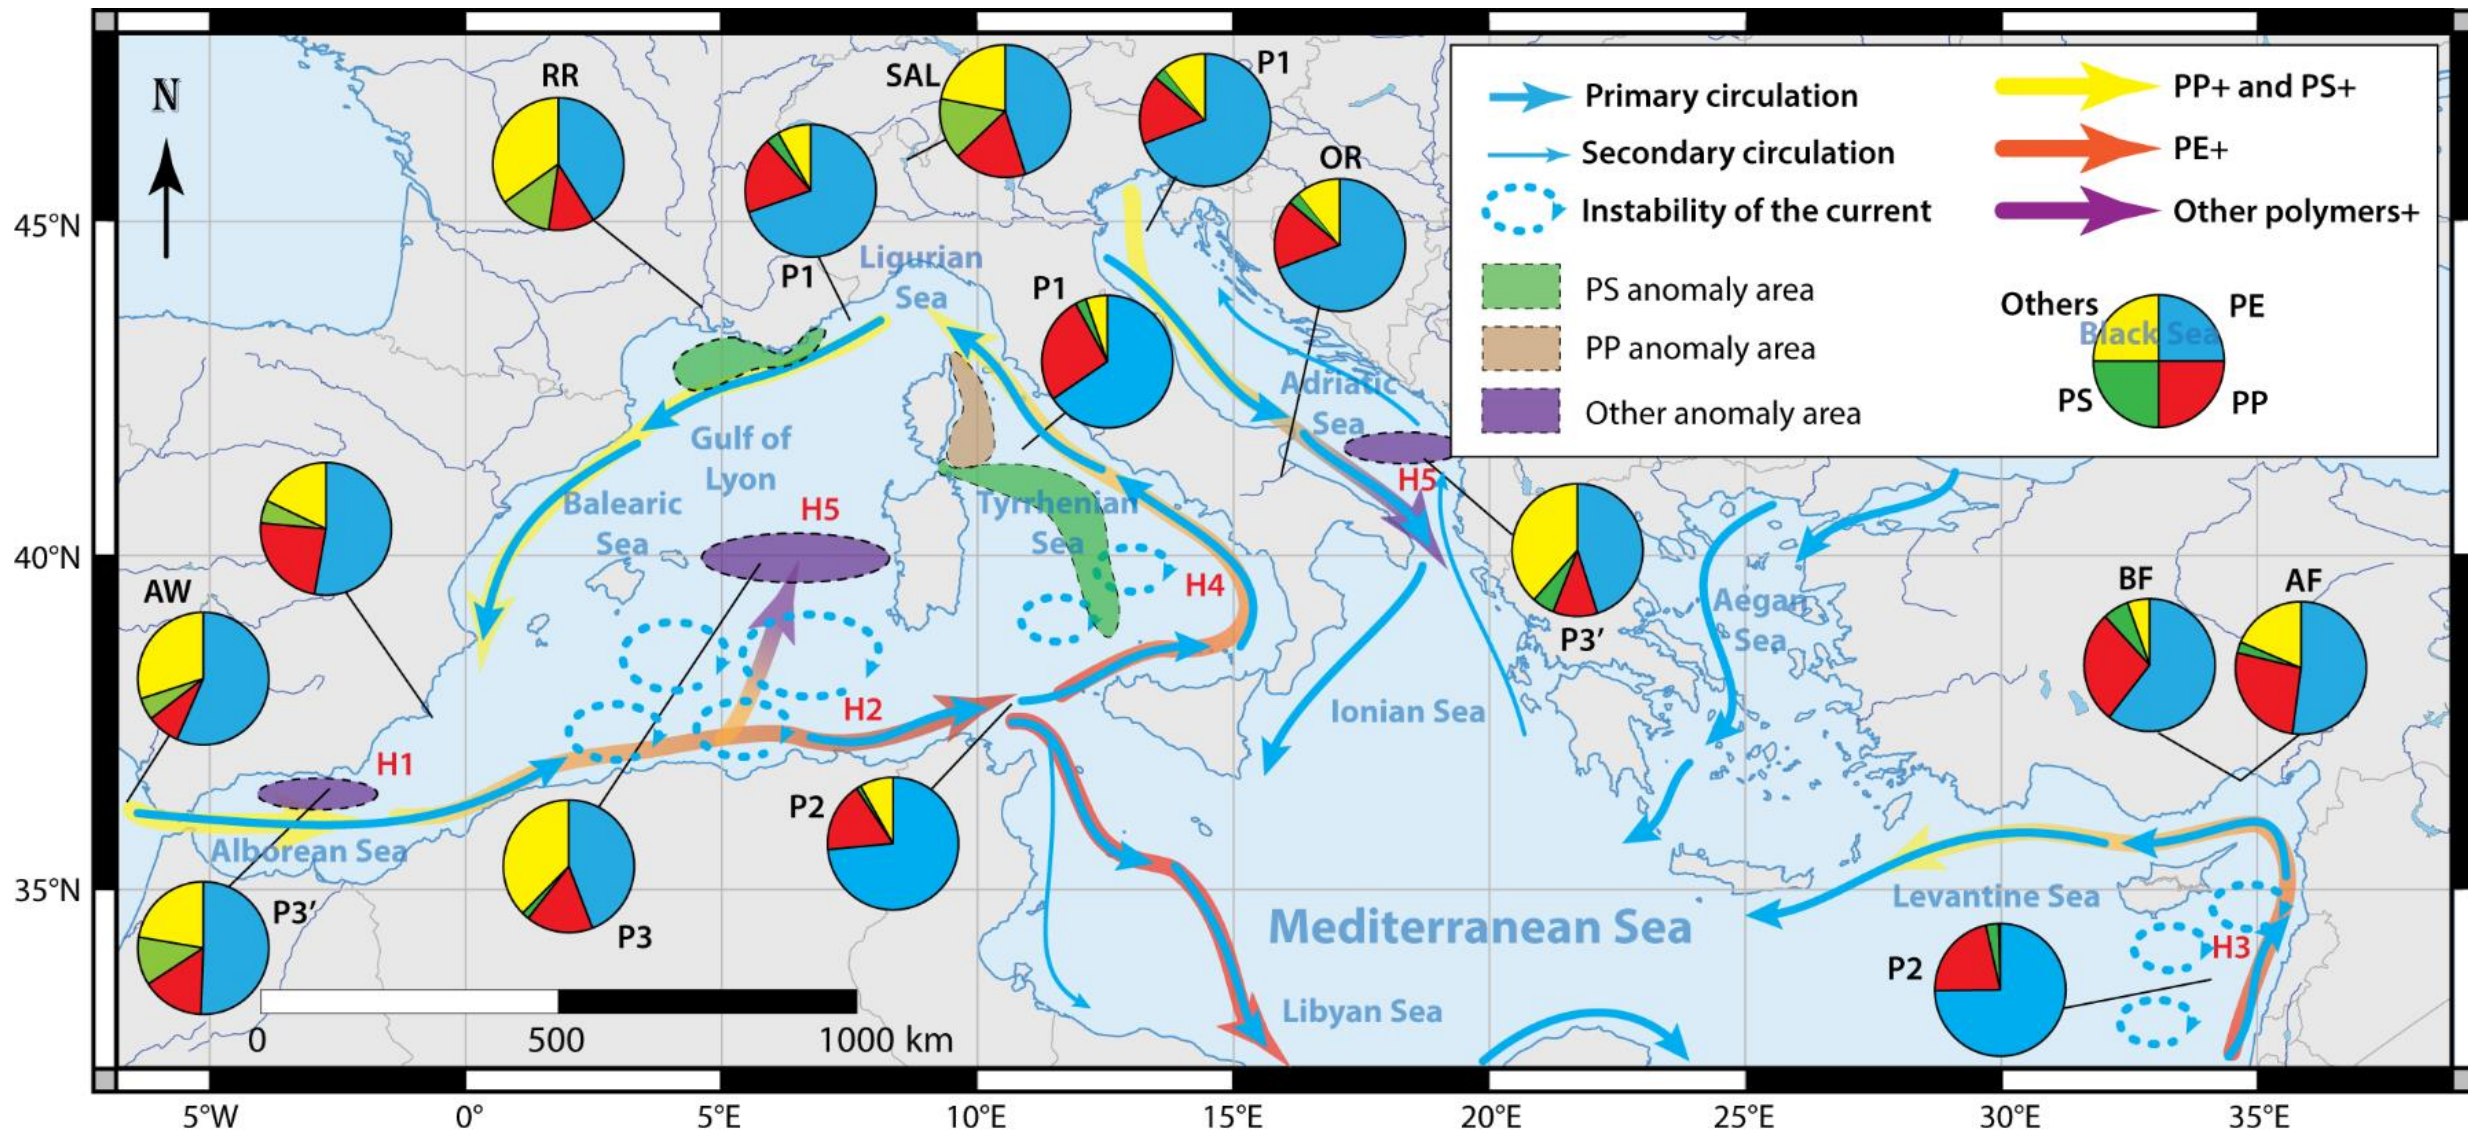 N
RR
SAL
P1
P1
OR
P1
Ligurian
Sea
Primary circulation
Secondary circulation
Instability of the current
PS anomaly area
PP anomaly area
Other anomaly area
PP+ and PS+
PE+
Other polymers+
Others
PE
Black Sea
PS
PP
45°N
40°N
35°N
Adriatic
Sea
Gulf of
Lyon
Balearic
Sea
H5
Tyrrhenian
Sea
H5
H4
AW
P3’
Aegan
Sea
BF
AF
H2
H1
Ionian Sea
P2
Alborean Sea
P3’
P3
Mediterranean Sea
Levantine Sea
H3
P2
Libyan Sea
0
500
1000 km
5°W
0°
5°E
10°E
15°E
20°E
25°E
30°E
35°E